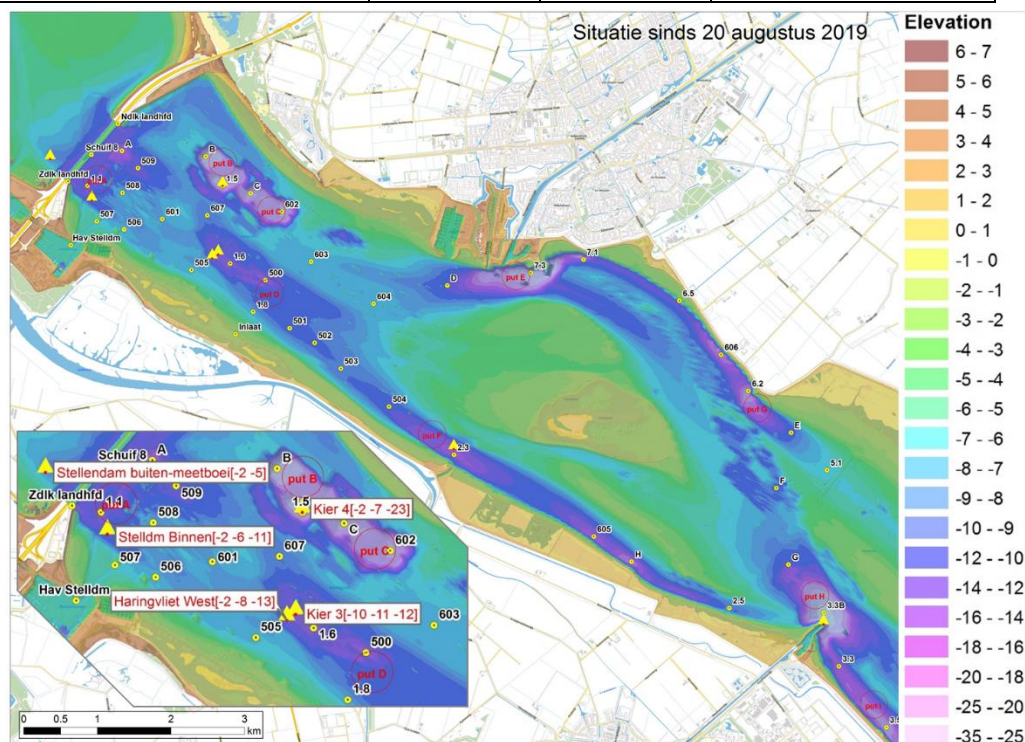 Situatie sinds 20 augustus 2019
Elevation
6 - 7
5 - 6
4 - 5
3 - 4
2 - 3
1 - 2
0 - 1
-1 - 0
-2 - -1
-3 - -2
-4 - -3
-5 - -4
-6 - -5
-7 - -6
-8 - -7
-9 - -8
-10 - -9
-12 - -10
-14 - -12
-16 - -14
-18 - -16
-20 - -18
-25 - -20
-35 - -25
Ndlk landhfd
Schuif 8
A
509
Zdlk landhfd
1.1
508
507
506
601
607
Hav Stelldm
B
put B
1.5
C
put C
602
505
1.6
500
put D
603
1.8
604
Inlaat
501
502
503
504
D
put E
7.3
7.1
6.5
606
6.2
put G
E
5.1
F
put F
2.3
605
H
2.5
G
put H
3.3B
3.3
Schuif 8
A
B
put B
Stellendam buiten-meetboei[-2 -5]
509
Zdlk landhfd
1.1
put A
1.5
Kier 4[-2 -7 -23]
508
C
Stelldm Binnen[-2 -6 -11]
put C
602
507
506
601
607
Hav Stelldm
Haringvliet West[-2 -8 -13]
Kier 3[-10 -11 -12]
505
1.6
603
500
put D
1.8
0
0.5
1
2
3
km